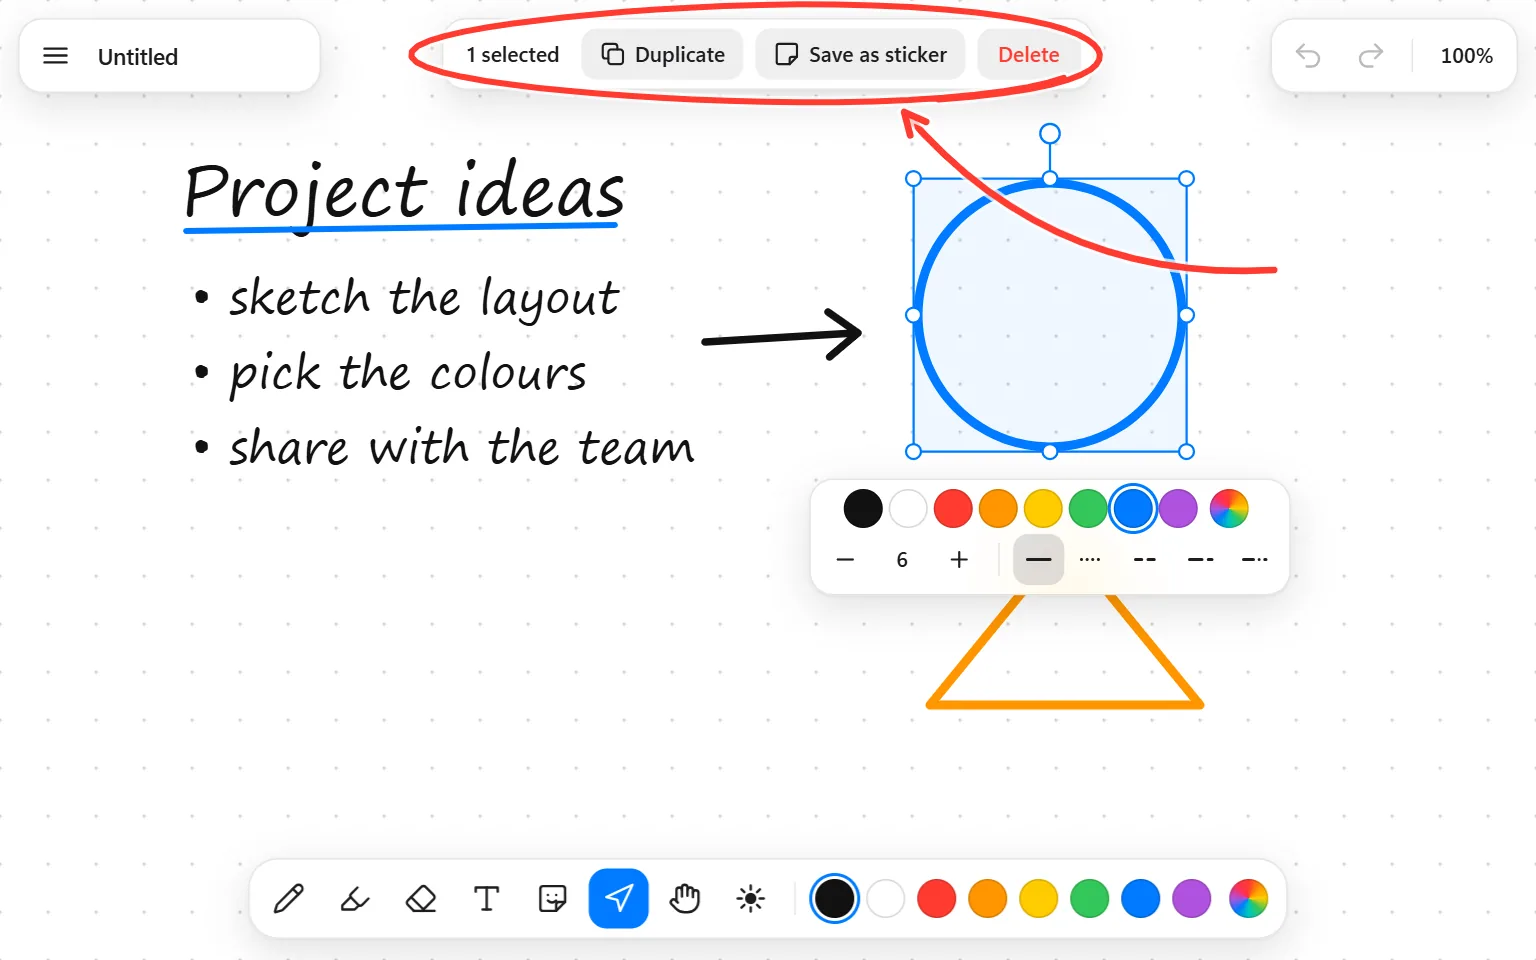 Untitled
1 selected
Duplicate
Save as sticker
Delete
100%
Project ideas
• sketch the layout
• pick the colours
• share with the team
6